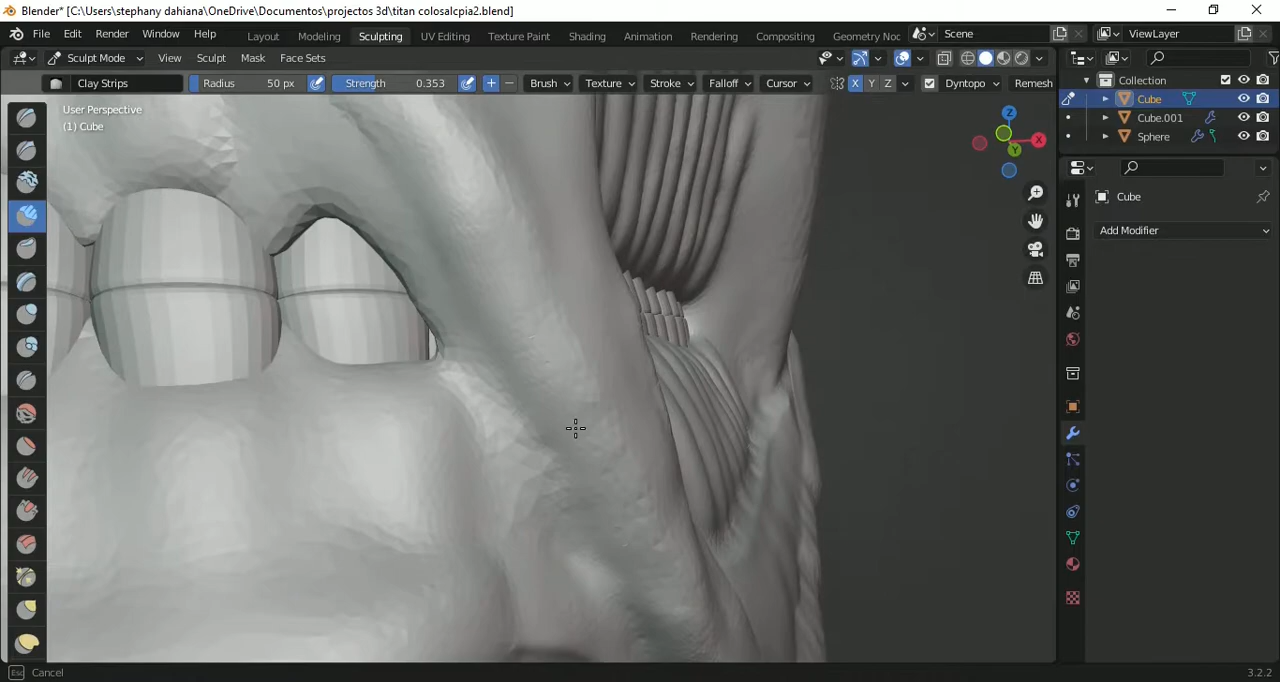 Blender* [C:\Users\stephany dahiana\OneDrive\Documentos\projectos 3d\titan colosalcpia2.blend]
File Edit Render Window Help Layout Modeling Sculpting UV Editing Texture Paint Shading Animation Rendering Compositing Geometry Noc Scene ViewLayer
Sculpt Mode View Sculpt Mask Face Sets
Clay Strips Radius 50 px Strength 0.353 Brush Texture Stroke Falloff Cursor X Y Z Dyntopo Remesh
User Perspective
(1) Cube
Z
X
Y
Collection
Cube
Cube.001
Sphere
Cube
Add Modifier
Esc Cancel
3.2.2